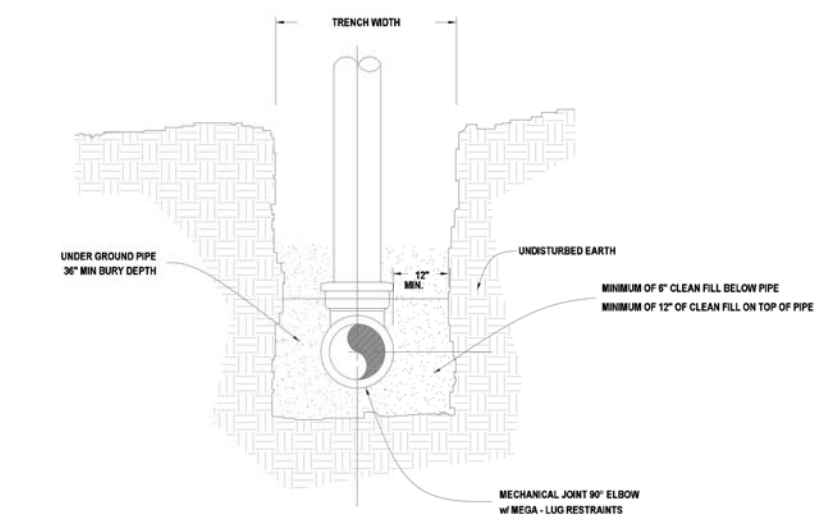 TRENCH WIDTH
UNDER GROUND PIPE
36" MIN BURY DEPTH
12"
MIN.
UNDISTURBED EARTH
MINIMUM OF 6" CLEAN FILL BELOW PIPE
MINIMUM OF 12" OF CLEAN FILL ON TOP OF PIPE
MECHANICAL JOINT 90° ELBOW
w/ MEGA - LUG RESTRAINTS